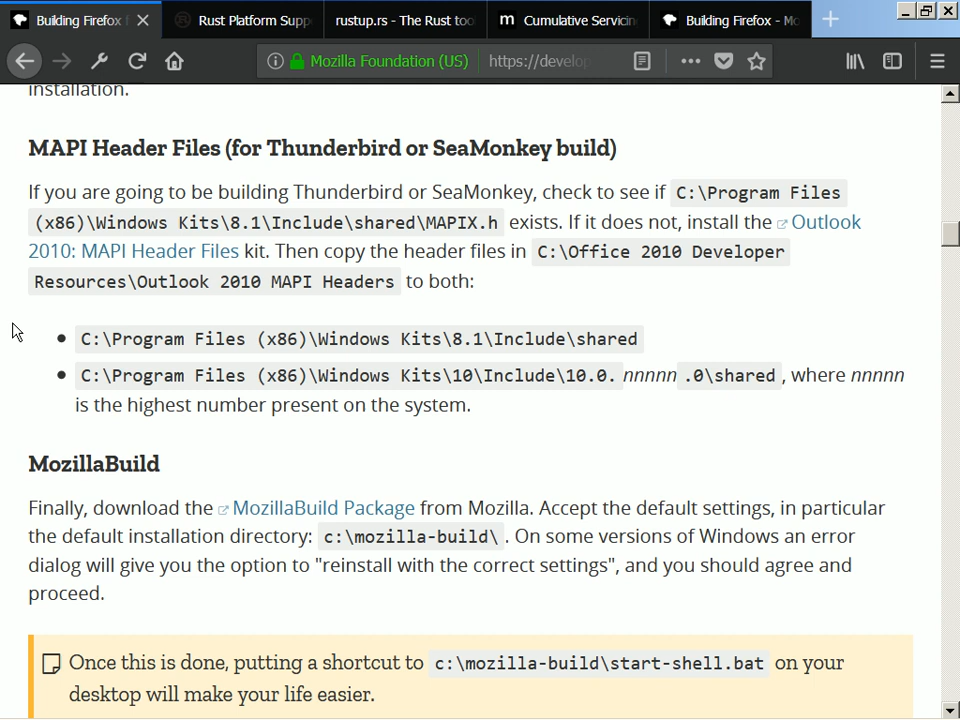 Building Firefox f
Rust Platform Supp
rustup.rs - The Rust too
Cumulative Servicin
Building Firefox - Mo
Mozilla Foundation (US)
https://develop
installation.
MAPI Header Files (for Thunderbird or SeaMonkey build)
If you are going to be building Thunderbird or SeaMonkey, check to see if C:\Program Files
(x86)\Windows Kits\8.1\Include\shared\MAPIX.h exists. If it does not, install the Outlook
2010: MAPI Header Files kit. Then copy the header files in C:\Office 2010 Developer
Resources\Outlook 2010 MAPI Headers to both:
• C:\Program Files (x86)\Windows Kits\8.1\Include\shared
• C:\Program Files (x86)\Windows Kits\10\Include\10.0. nnnnn .0\shared , where nnnnn
is the highest number present on the system.
MozillaBuild
Finally, download the MozillaBuild Package from Mozilla. Accept the default settings, in particular
the default installation directory: c:\mozilla-build\ . On some versions of Windows an error
dialog will give you the option to "reinstall with the correct settings", and you should agree and
proceed.
Once this is done, putting a shortcut to c:\mozilla-build\start-shell.bat on your
desktop will make your life easier.